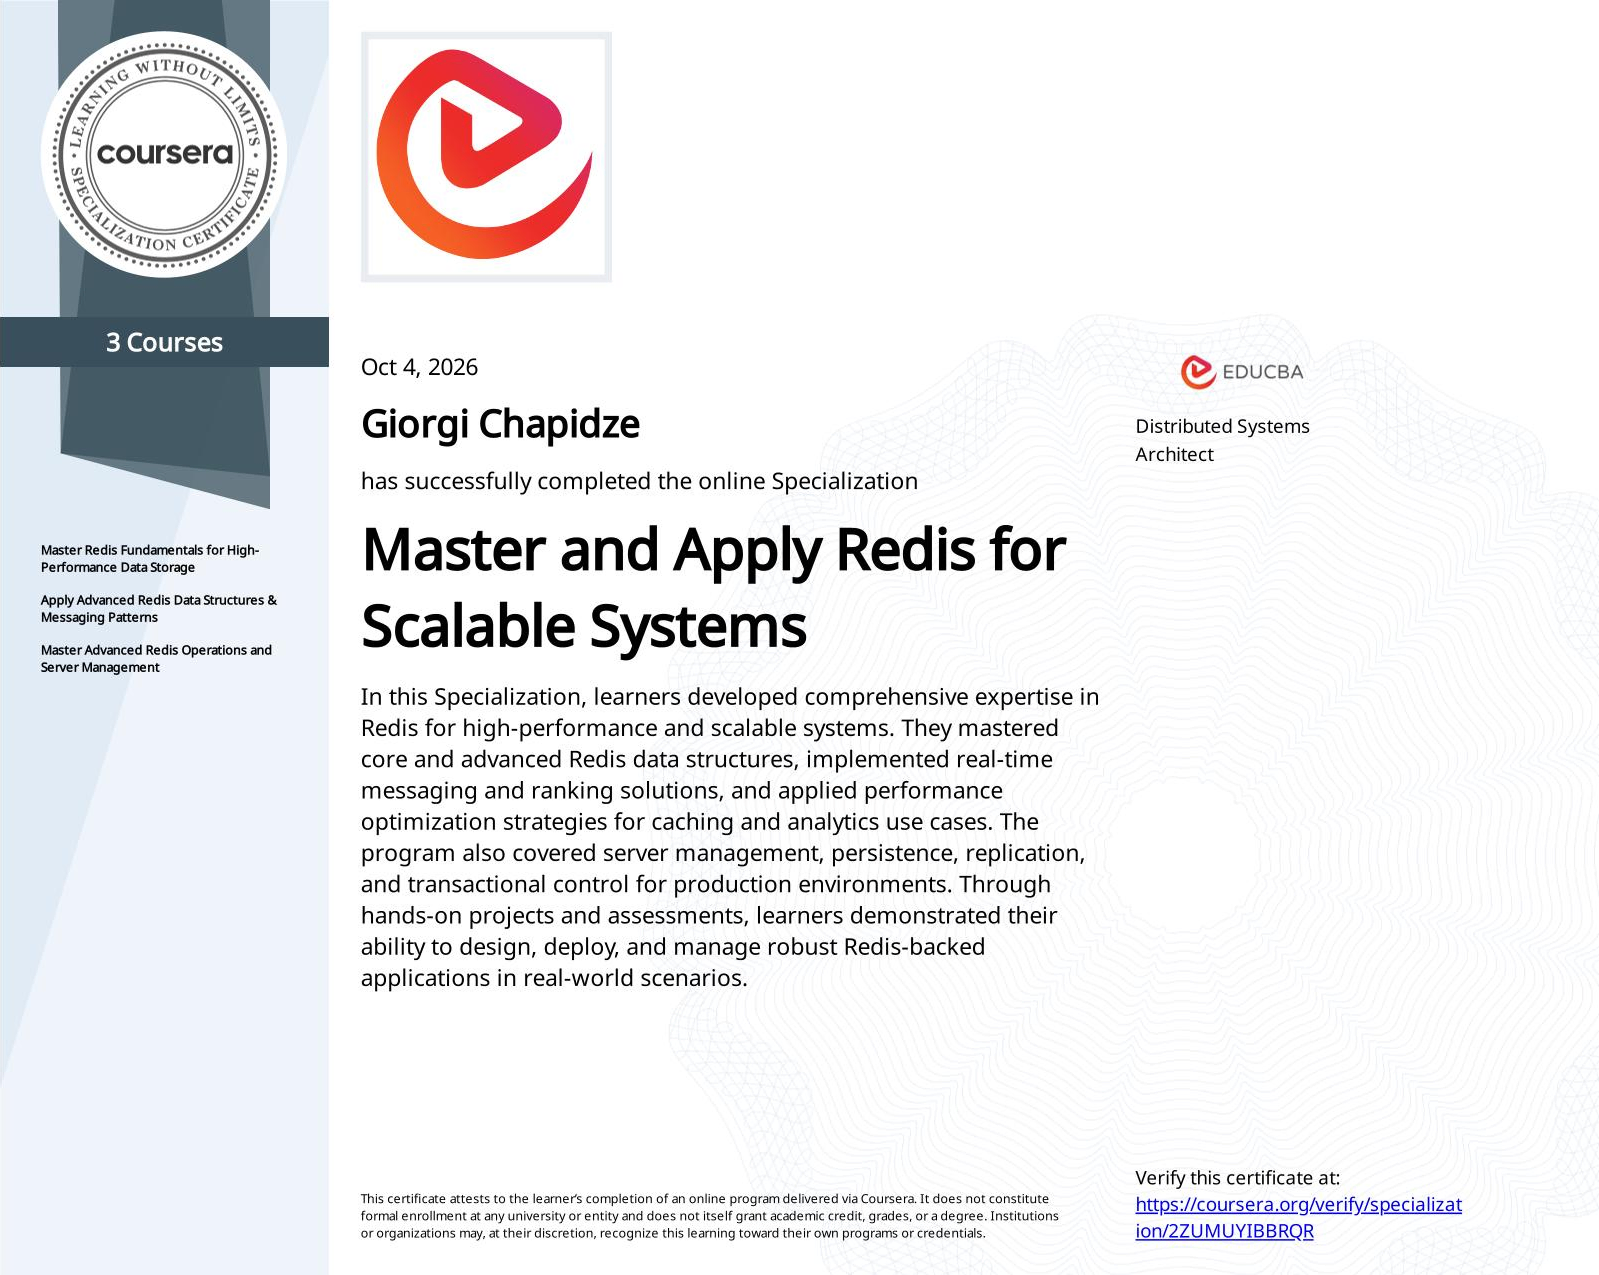 LEARNING WITHOUT LIMITS
coursera
SPECIALIZATION CERTIFICATE
3 Courses
Master Redis Fundamentals for High-
Performance Data Storage
Apply Advanced Redis Data Structures &
Messaging Patterns
Master Advanced Redis Operations and
Server Management
Oct 4, 2026
Giorgi Chapidze
has successfully completed the online Specialization
Master and Apply Redis for
Scalable Systems
In this Specialization, learners developed comprehensive expertise in
Redis for high-performance and scalable systems. They mastered
core and advanced Redis data structures, implemented real-time
messaging and ranking solutions, and applied performance
optimization strategies for caching and analytics use cases. The
program also covered server management, persistence, replication,
and transactional control for production environments. Through
hands-on projects and assessments, learners demonstrated their
ability to design, deploy, and manage robust Redis-backed
applications in real-world scenarios.
This certificate attests to the learner's completion of an online program delivered via Coursera. It does not constitute
formal enrollment at any university or entity and does not itself grant academic credit, grades, or a degree. Institutions
or organizations may, at their discretion, recognize this learning toward their own programs or credentials.
EDUCBA
Distributed Systems
Architect
Verify this certificate at:
https://coursera.org/verify/specializat
ion/2ZUMUYIBBRQR